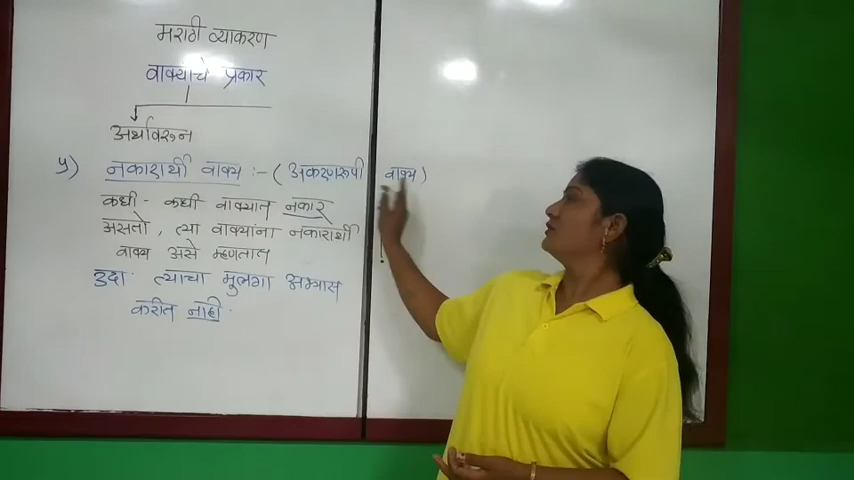 मराठी व्याकरण
वाक्याचे प्रकार
अर्थावरून
५) नकारार्थी वाक्य :- ( अकरणरूपी वाक्य )
कधी - कधी वाक्यात नकार
असतो , त्या वाक्यांना नकारार्थी
वाक्य असे म्हणतात
उदा. त्याचा मुलगा अभ्यास
करीत नाही .